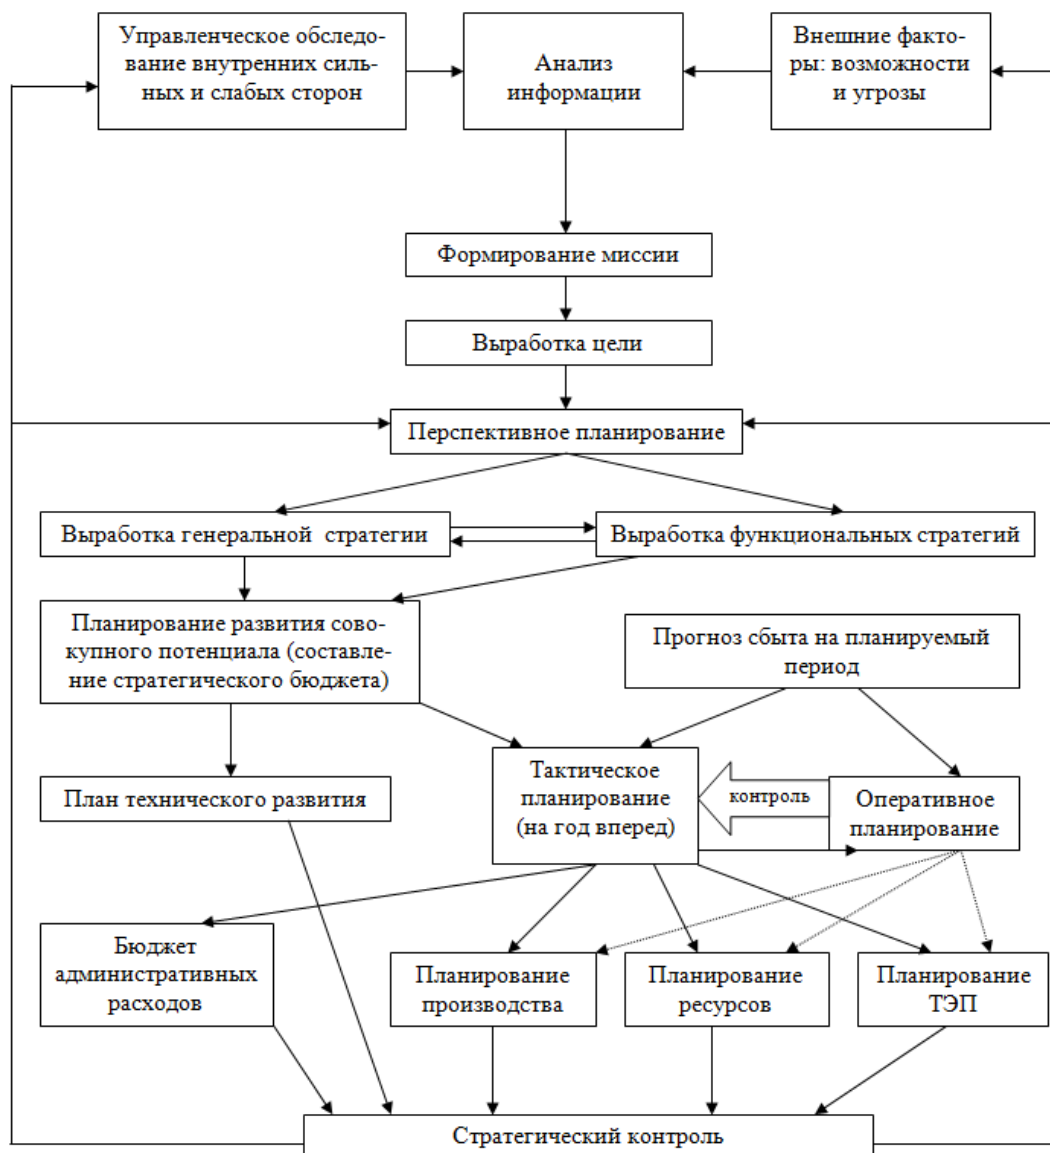 Управленческое обследо-
вание внутренних силь-
ных и слабых сторон
Анализ
информации
Внешние факто-
ры: возможности
и угрозы
Формирование миссии
Выработка цели
Перспективное планирование
Выработка генеральной стратегии
Выработка функциональных стратегий
Планирование развития сово-
купного потенциала (составле-
ние стратегического бюджета)
Прогноз сбыта на планируемый
период
План технического развития
Тактическое
планирование
(на год вперед)
контроль
Оперативное
планирование
Бюджет
административных
расходов
Планирование
производства
Планирование
ресурсов
Планирование
ТЭП
Стратегический контроль